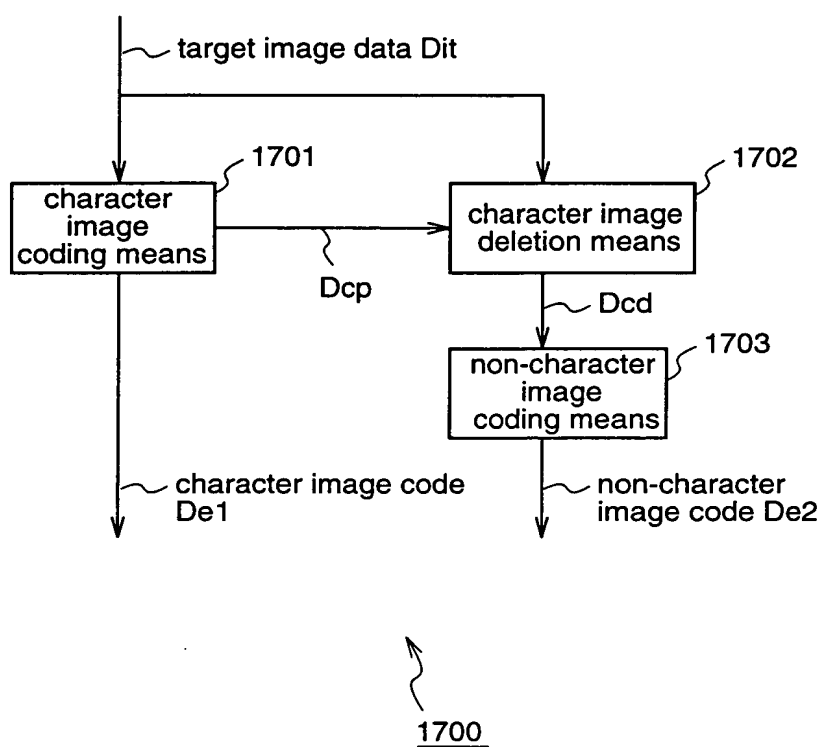 target image data Dit
1701
1702
character
image
coding means
character image
deletion means
Dcp
Dcd
1703
non-character
image
coding means
character image code
De1
non-character
image code De2
1700